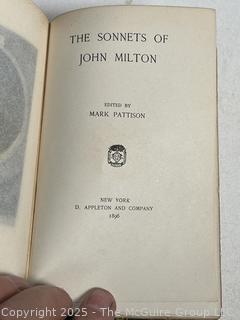 THE SONNETS OF
JOHN MILTON
EDITED BY
MARK PATTISON
NEW YORK
D. APPLETON AND COMPANY
1896
Copyright © 2025 - The McGuire Group LLC